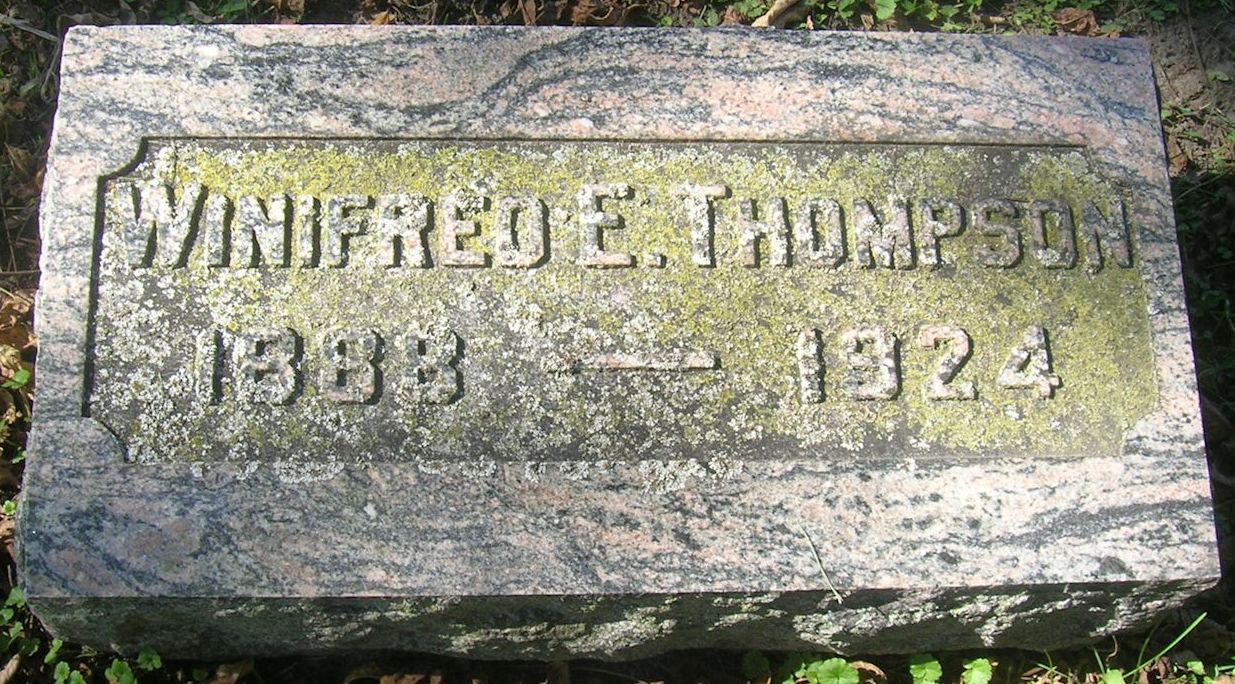 WINIFRED E. THOMPSON
1888 — 1924